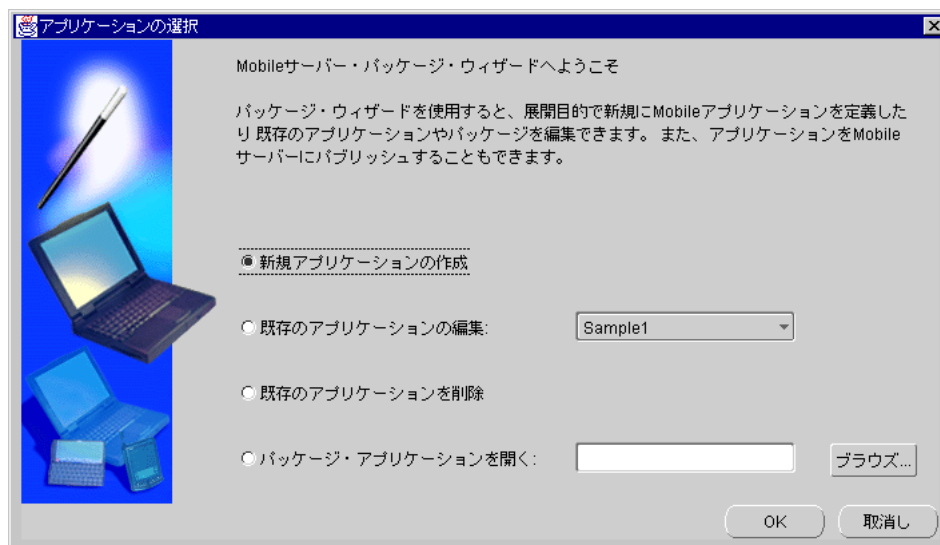 アプリケーションの選択
Mobileサーバー・パッケージ・ウィザードへようこそ
パッケージ・ウィザードを使用すると、展開目的で新規にMobileアプリケーションを定義した
り 既存のアプリケーションやパッケージを編集できます。 また、アプリケーションをMobile
サーバーにパブリッシュすることもできます。
新規アプリケーションの作成
既存のアプリケーションの編集:
Sample1
既存のアプリケーションを削除
パッケージ・アプリケーションを開く:
ブラウズ...
OK
取消し